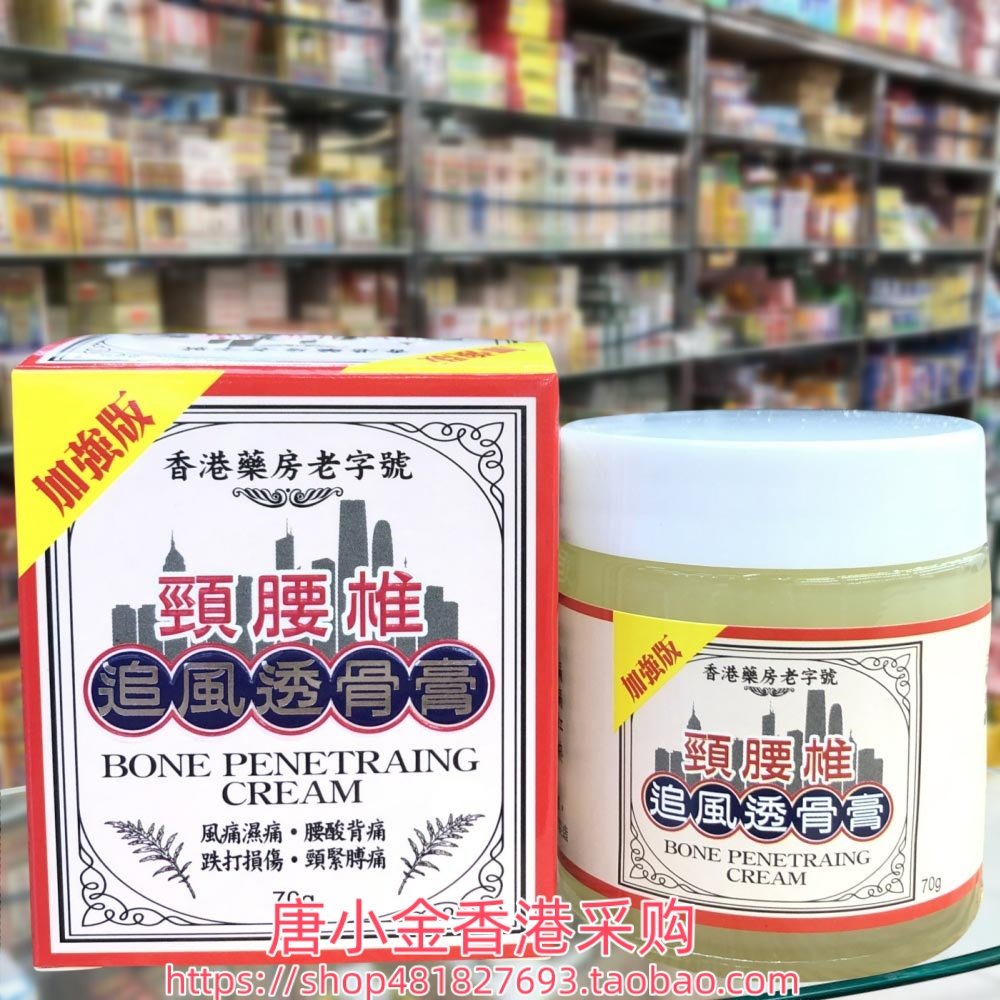 加強版
香港藥房老字號
頸腰椎
追風透骨膏
BONE PENETRAING
CREAM
風痛濕痛·腰酸背痛
跌打損傷·頸緊膊痛
70g
加強版
香港藥房老字號
頸腰椎
追風透骨膏
BONE PENETRAING
CREAM
70g
唐小金香港采购
https://shop481827693.taobao.com